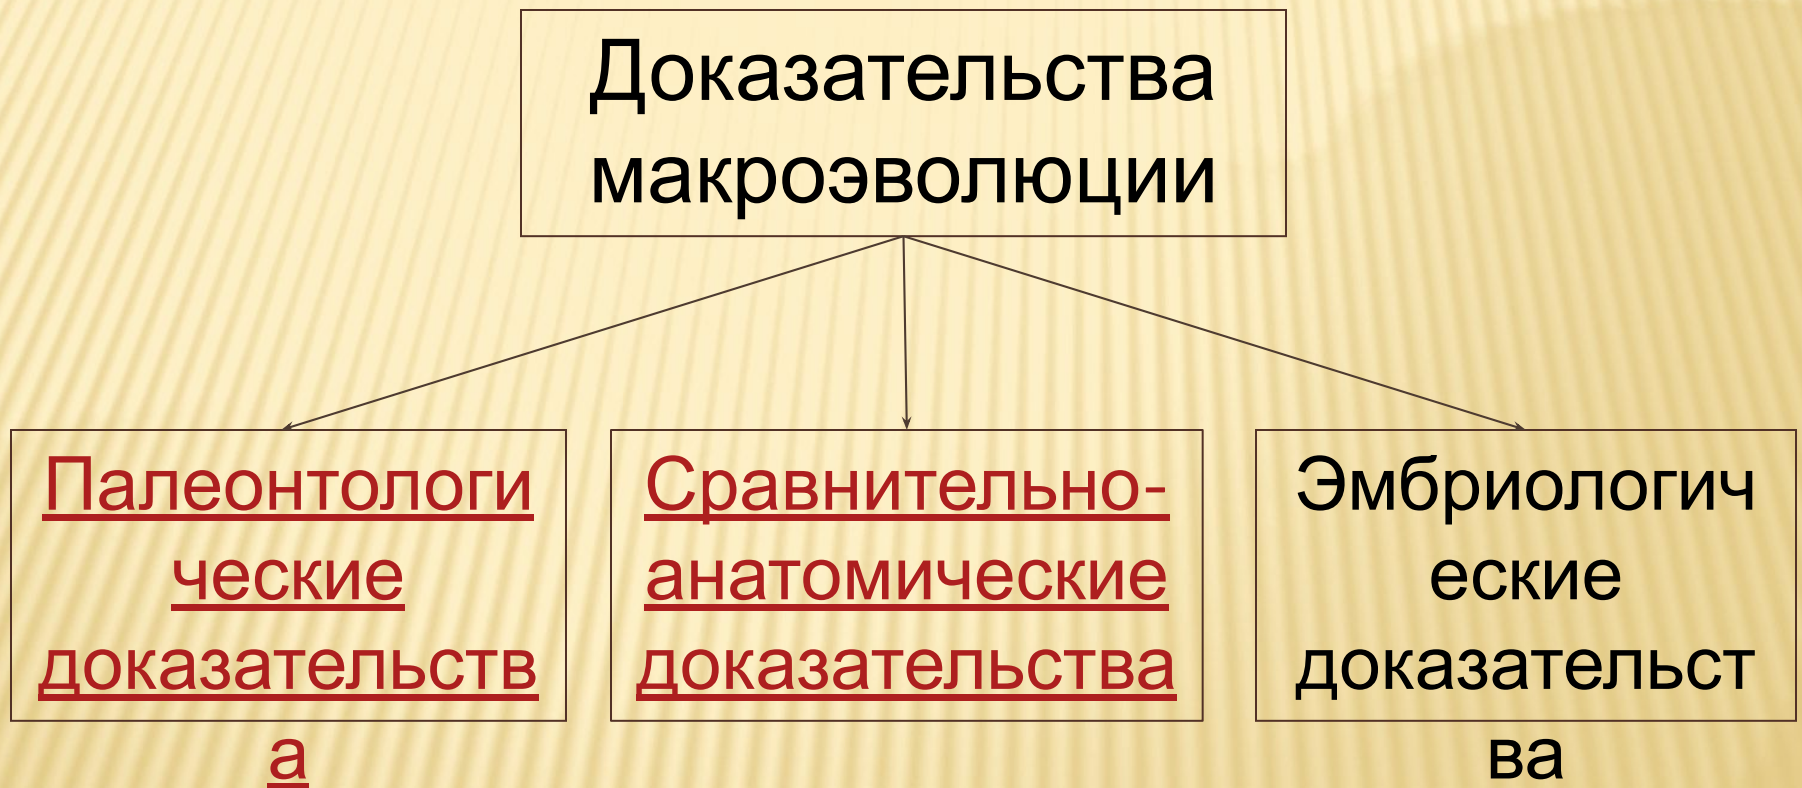 Доказательства
макроэволюции
Палеонтологи
ческие
доказательств
а
Сравнительно-
анатомические
доказательства
Эмбриологич
еские
доказательст
ва